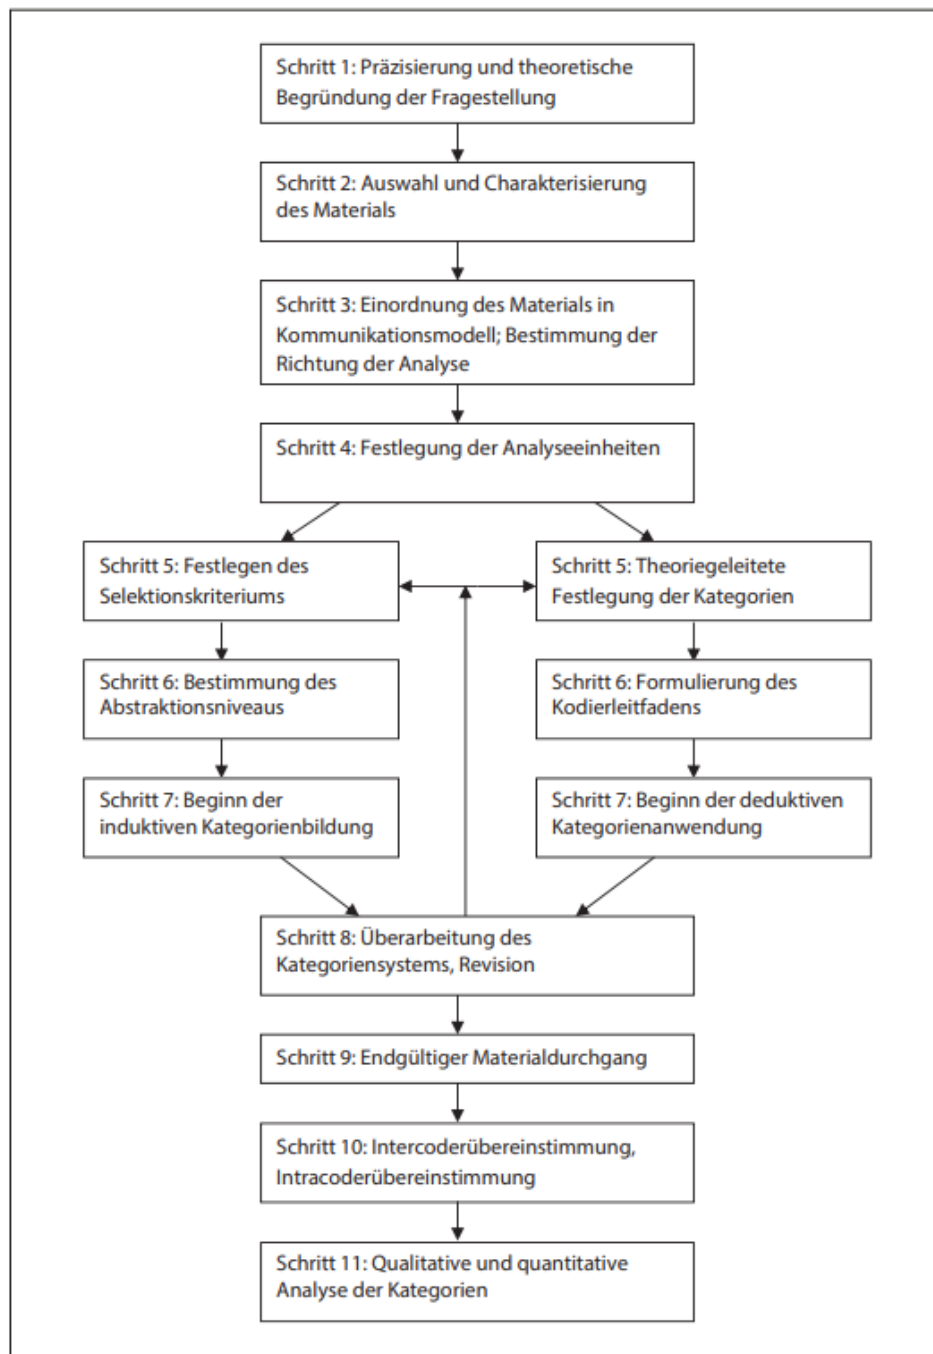 Schritt 1: Präzisierung und theoretische
Begründung der Fragestellung
Schritt 2: Auswahl und Charakterisierung
des Materials
Schritt 3: Einordnung des Materials in
Kommunikationsmodell; Bestimmung der
Richtung der Analyse
Schritt 4: Festlegung der Analyseeinheiten
Schritt 5: Festlegen des
Selektionskriteriums
Schritt 6: Bestimmung des
Abstraktionsniveaus
Schritt 7: Beginn der
induktiven Kategorienbildung
Schritt 5: Theoriegeleitete
Festlegung der Kategorien
Schritt 6: Formulierung des
Kodierleitfadens
Schritt 7: Beginn der deduktiven
Kategorienanwendung
Schritt 8: Überarbeitung des
Kategoriensystems, Revision
Schritt 9: Endgültiger Materialdurchgang
Schritt 10: Intercoderübereinstimmung,
Intracoderübereinstimmung
Schritt 11: Qualitative und quantitative
Analyse der Kategorien